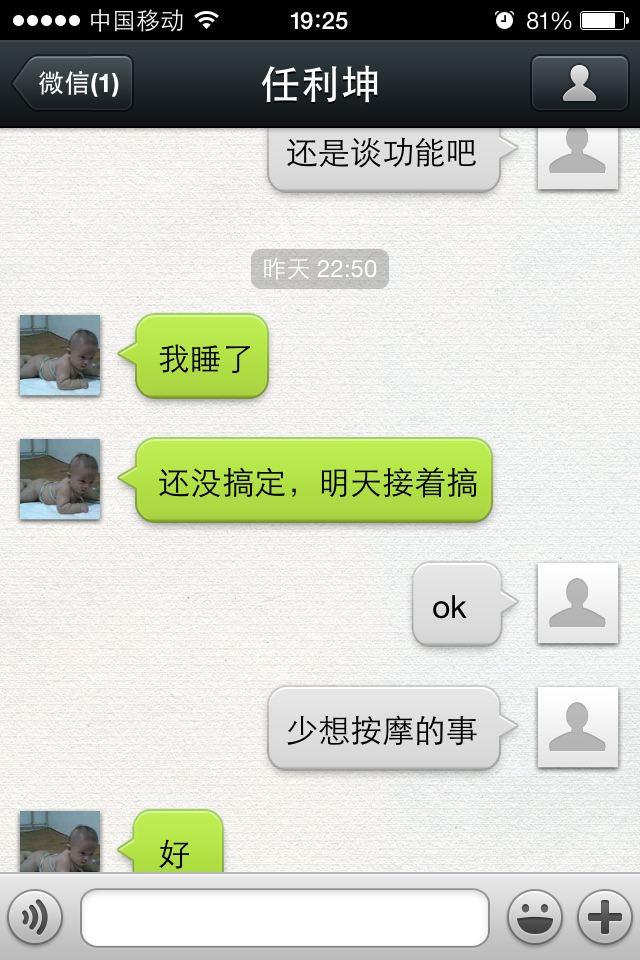 中国移动 19:25 81%
微信(1) 任利坤
还是谈功能吧
昨天 22:50
我睡了
还没搞定，明天接着搞
ok
少想按摩的事
好